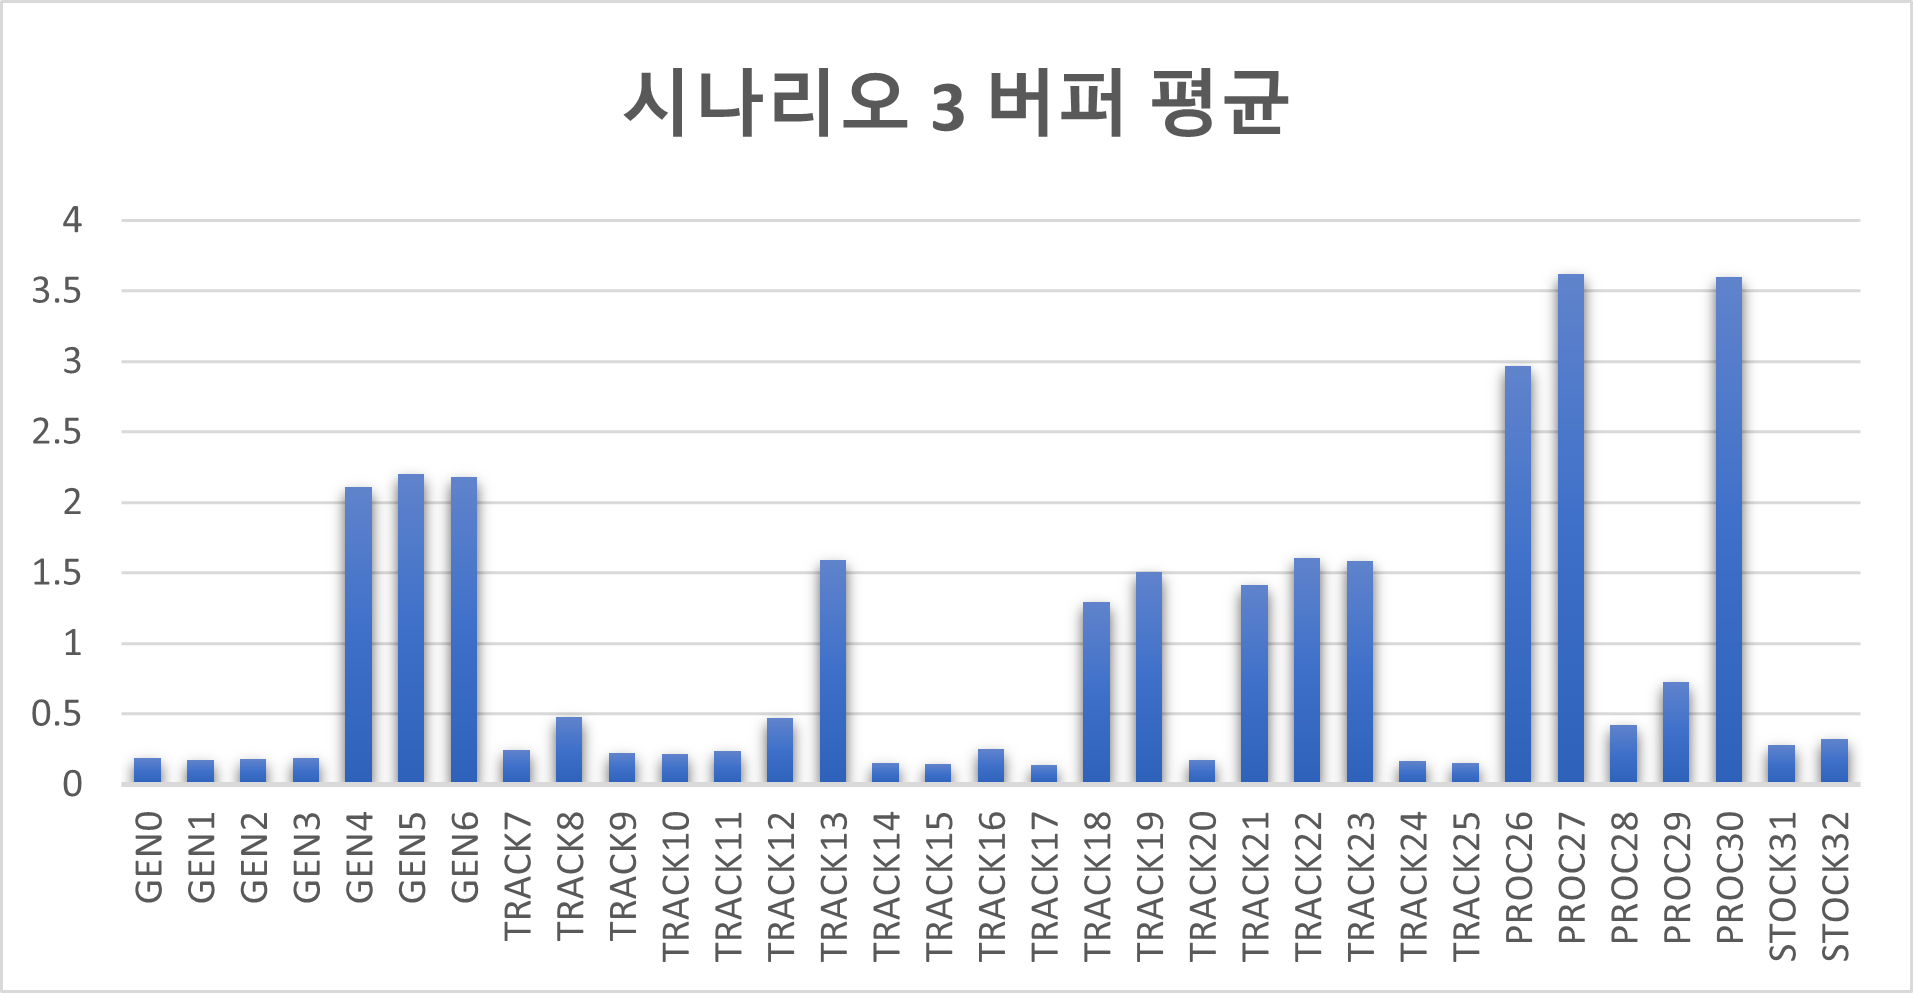 시나리오 3 버퍼 평균
4
3.5
3
2.5
2
1.5
1
0.5
0
GEN0
GEN1
GEN2
GEN3
GEN4
GEN5
GEN6
TRACK7
TRACK8
TRACK9
TRACK10
TRACK11
TRACK12
TRACK13
TRACK14
TRACK15
TRACK16
TRACK17
TRACK18
TRACK19
TRACK20
TRACK21
TRACK22
TRACK23
TRACK24
TRACK25
PROC26
PROC27
PROC28
PROC29
PROC30
STOCK31
STOCK32